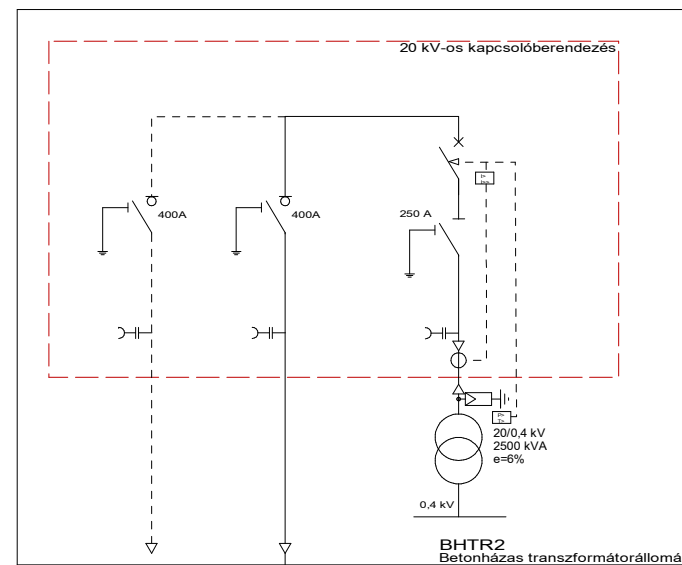 20 kV-os kapcsolóberendezés
400A
400A
250 A
20/0,4 kV
2500 kVA
e=6%
0,4 kV
BHTR2
Betonházas transzformátorállomá